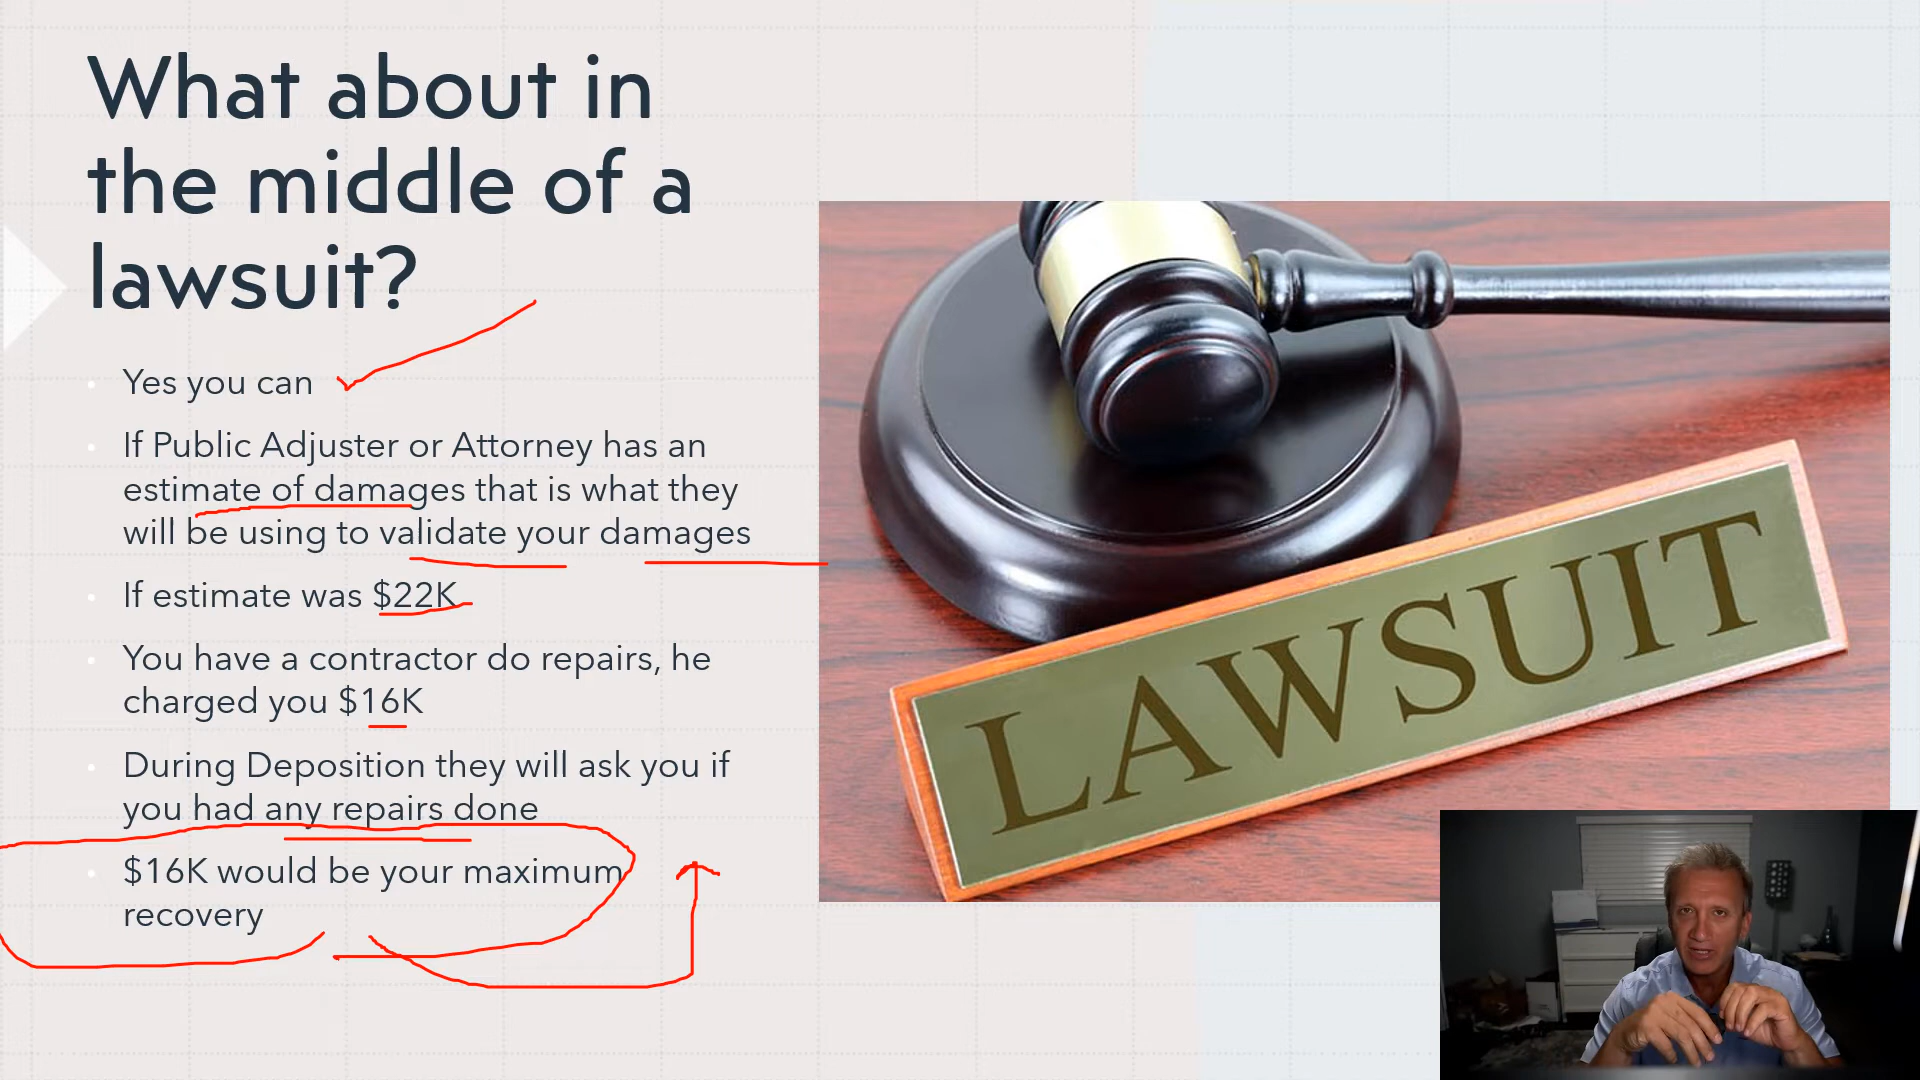 What about in
the middle of a
lawsuit?
Yes you can
If Public Adjuster or Attorney has an
estimate of damages that is what they
will be using to validate your damages
If estimate was $22K
You have a contractor do repairs, he
charged you $16K
During Deposition they will ask you if
you had any repairs done
$16K would be your maximum
recovery
LAWSUIT